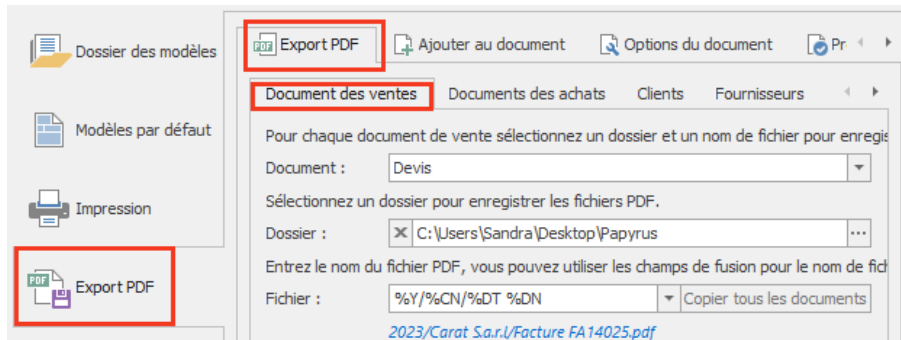 Dossier des modèles
Modèles par défaut
Impression
PDF
Export PDF
PDF Export PDF Ajouter au document Options du document
Document des ventes Documents des achats Clients Fournisseurs
Pour chaque document de vente sélectionnez un dossier et un nom de fichier pour enregis
Document : Devis
Sélectionnez un dossier pour enregistrer les fichiers PDF.
Dossier : C:\Users\Sandra\Desktop\Papyrus ...
Entrez le nom du fichier PDF, vous pouvez utiliser les champs de fusion pour le nom de fich
Fichier : %Y/%CN/%DT %DN Copier tous les documents
2023/Carat S.a.r.l/Facture FA14025.pdf